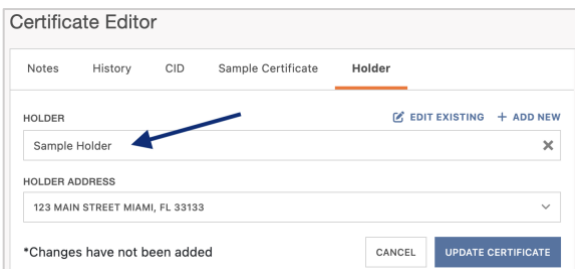 Certificate Editor
Notes History CID Sample Certificate Holder
HOLDER EDIT EXISTING + ADD NEW
Sample Holder
HOLDER ADDRESS
123 MAIN STREET MIAMI, FL 33133
*Changes have not been added CANCEL UPDATE CERTIFICATE